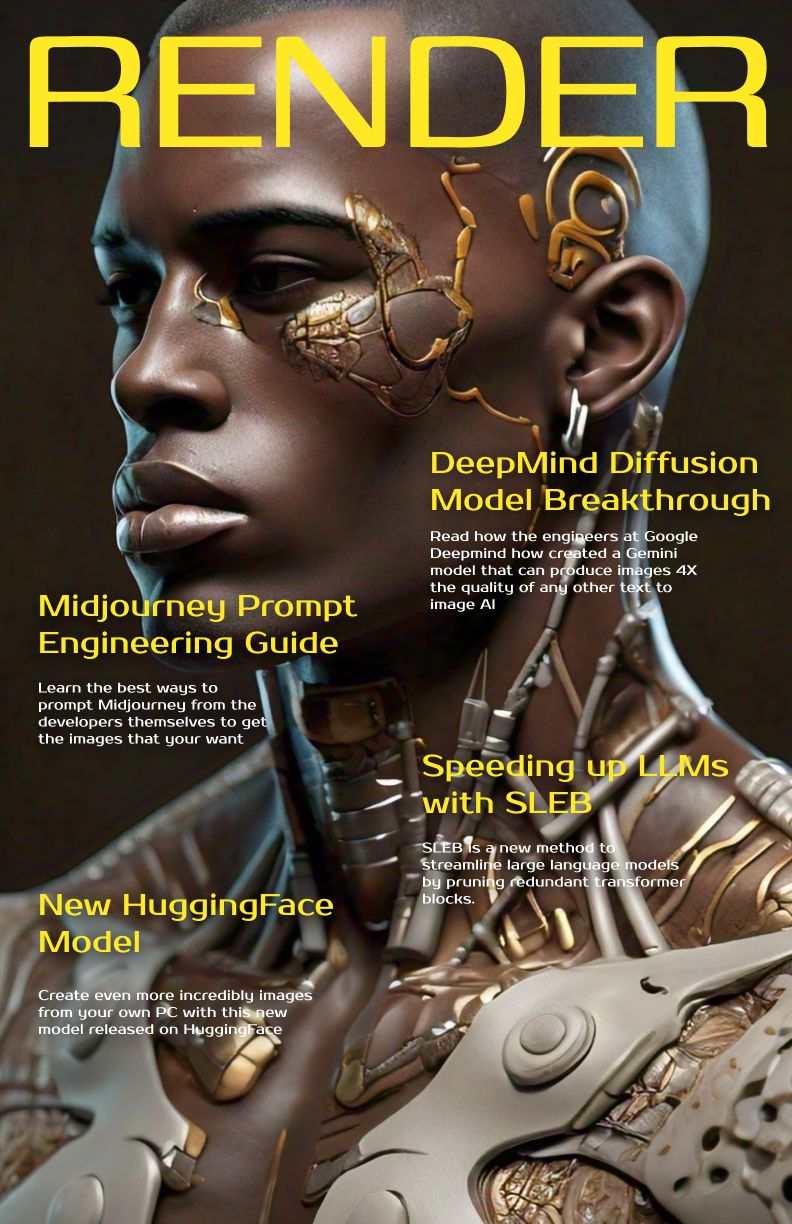 RENDER
DeepMind Diffusion
Model Breakthrough
Read how the engineers at Google
Deepmind how created a Gemini
model that can produce images 4X
the quality of any other text to
image AI
Midjourney Prompt
Engineering Guide
Learn the best ways to
prompt Midjourney from the
developers themselves to get
the images that your want
Speeding up LLMs
with SLEB
SLEB is a new method to
streamline large language models
by pruning redundant transformer
blocks.
New HuggingFace
Model
Create even more incredibly images
from your own PC with this new
model released on HuggingFace